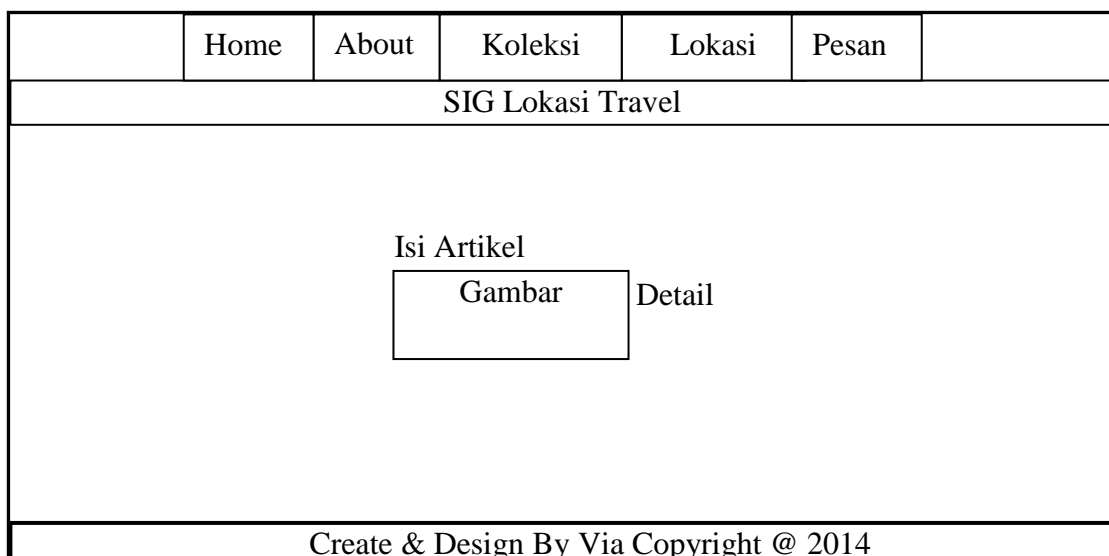 Home About Koleksi Lokasi Pesan
SIG Lokasi Travel
Isi Artikel
Gambar Detail
Create & Design By Via Copyright @ 2014